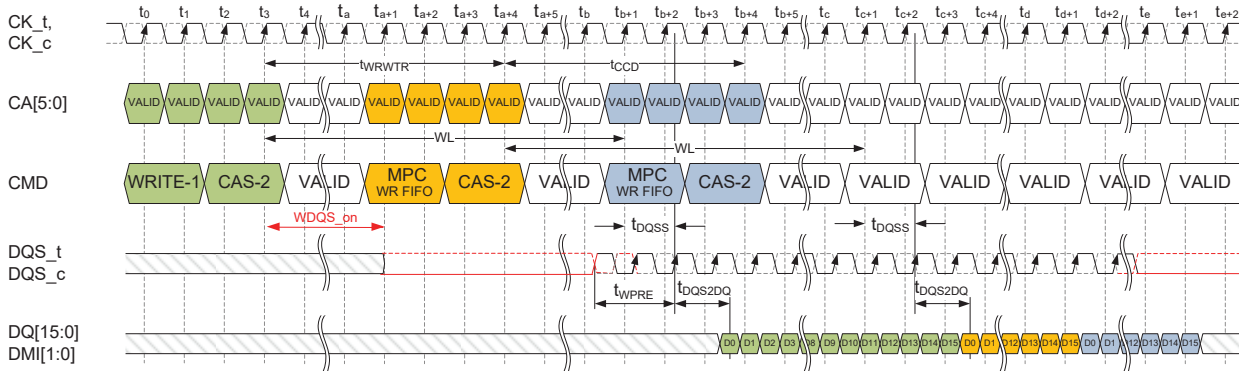 t0 t1 t2 t3 t4 ta ta+1 ta+2 ta+3 ta+4 ta+5 tb tb+1 tb+2 tb+3 tb+4 tb+5 tc tc+1 tc+2 tc+3 tc+4 td td+1 td+2 te te+1 te+2
CK_t,
CK_c
tWRWTR tCCD
CA[5:0] VALID VALID VALID VALID VALID VALID VALID VALID VALID VALID VALID VALID VALID VALID VALID VALID VALID VALID VALID VALID VALID VALID VALID VALID VALID VALID VALID VALID
WL
WL
CMD WRITE-1 CAS-2 VALID MPC WR FIFO CAS-2 VALID MPC WR FIFO CAS-2 VALID VALID VALID VALID VALID VALID
WDQS_on tDQSS tDQSS
DQS_t
DQS_c
tWPRE tDQS2DQ tDQS2DQ
DQ[15:0]
DMI[1:0]
D0 D1 D2 D3 D8 D9 D10 D11 D12 D13 D14 D15 D0 D1 D12 D13 D14 D15 D0 D1 D12 D13 D14 D15